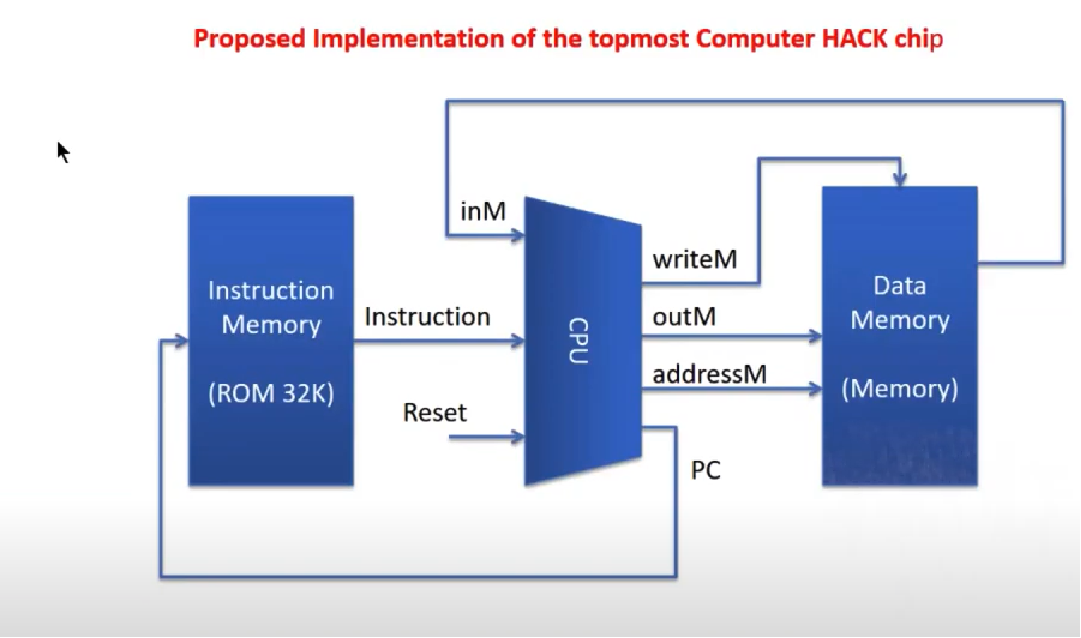 Proposed Implementation of the topmost Computer HACK chip
inM
writeM
Instruction
Memory
(ROM 32K)
Instruction
CPU
outM
Data
Memory
(Memory)
addressM
Reset
PC